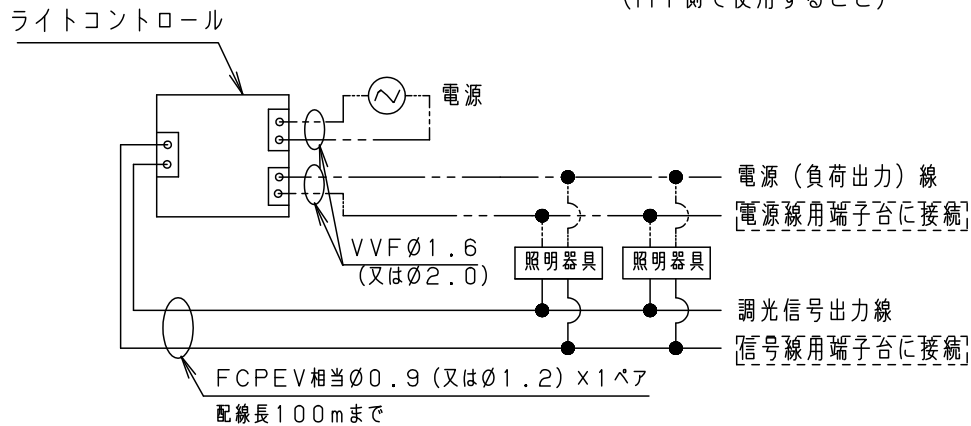 ライトコントロール
電源
電源（負荷出力）線
電源線用端子台に接続
VVFØ1.6
(又はØ2.0)
照明器具
照明器具
調光信号出力線
信号線用端子台に接続
FCPEV相当Ø0.9(又はØ1.2)×1ペア
配線長100mまで